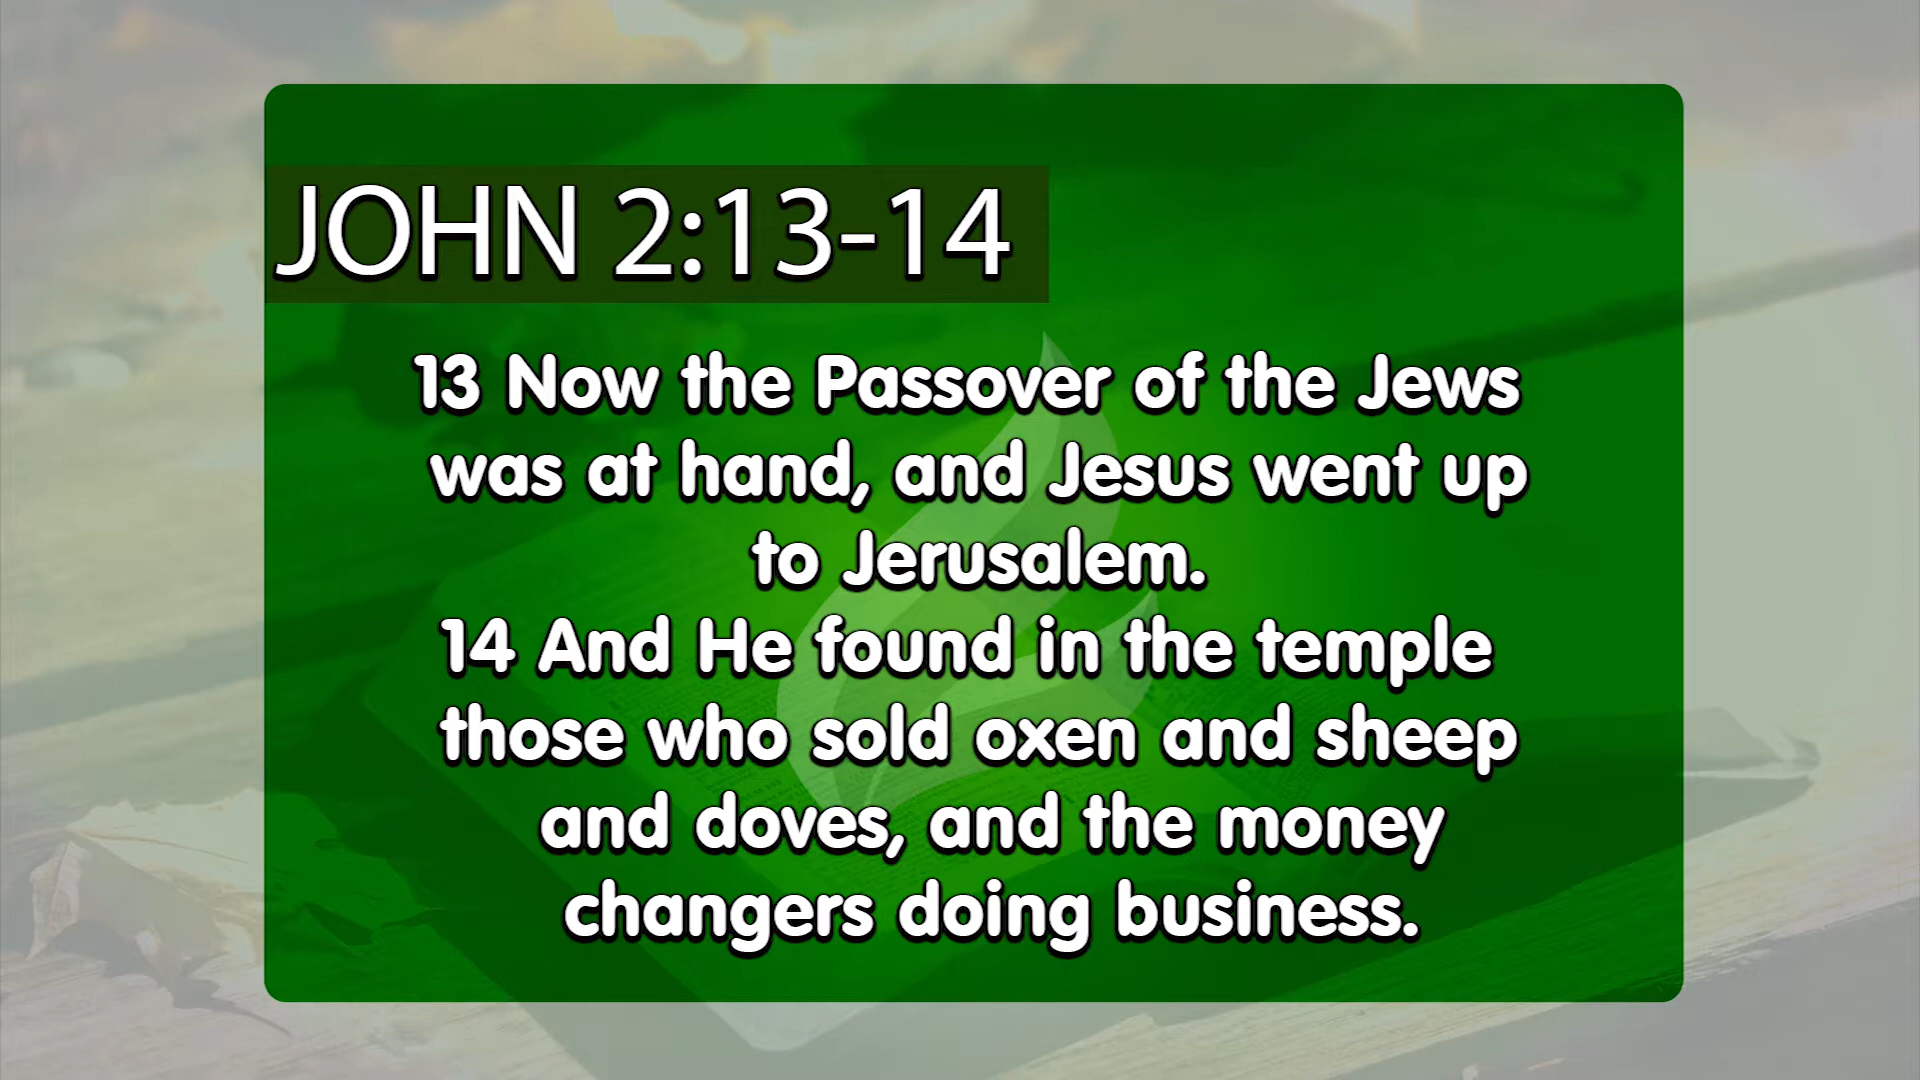 JOHN 2:13-14
13 Now the Passover of the Jews
was at hand, and Jesus went up
to Jerusalem.
14 And He found in the temple
those who sold oxen and sheep
and doves, and the money
changers doing business.